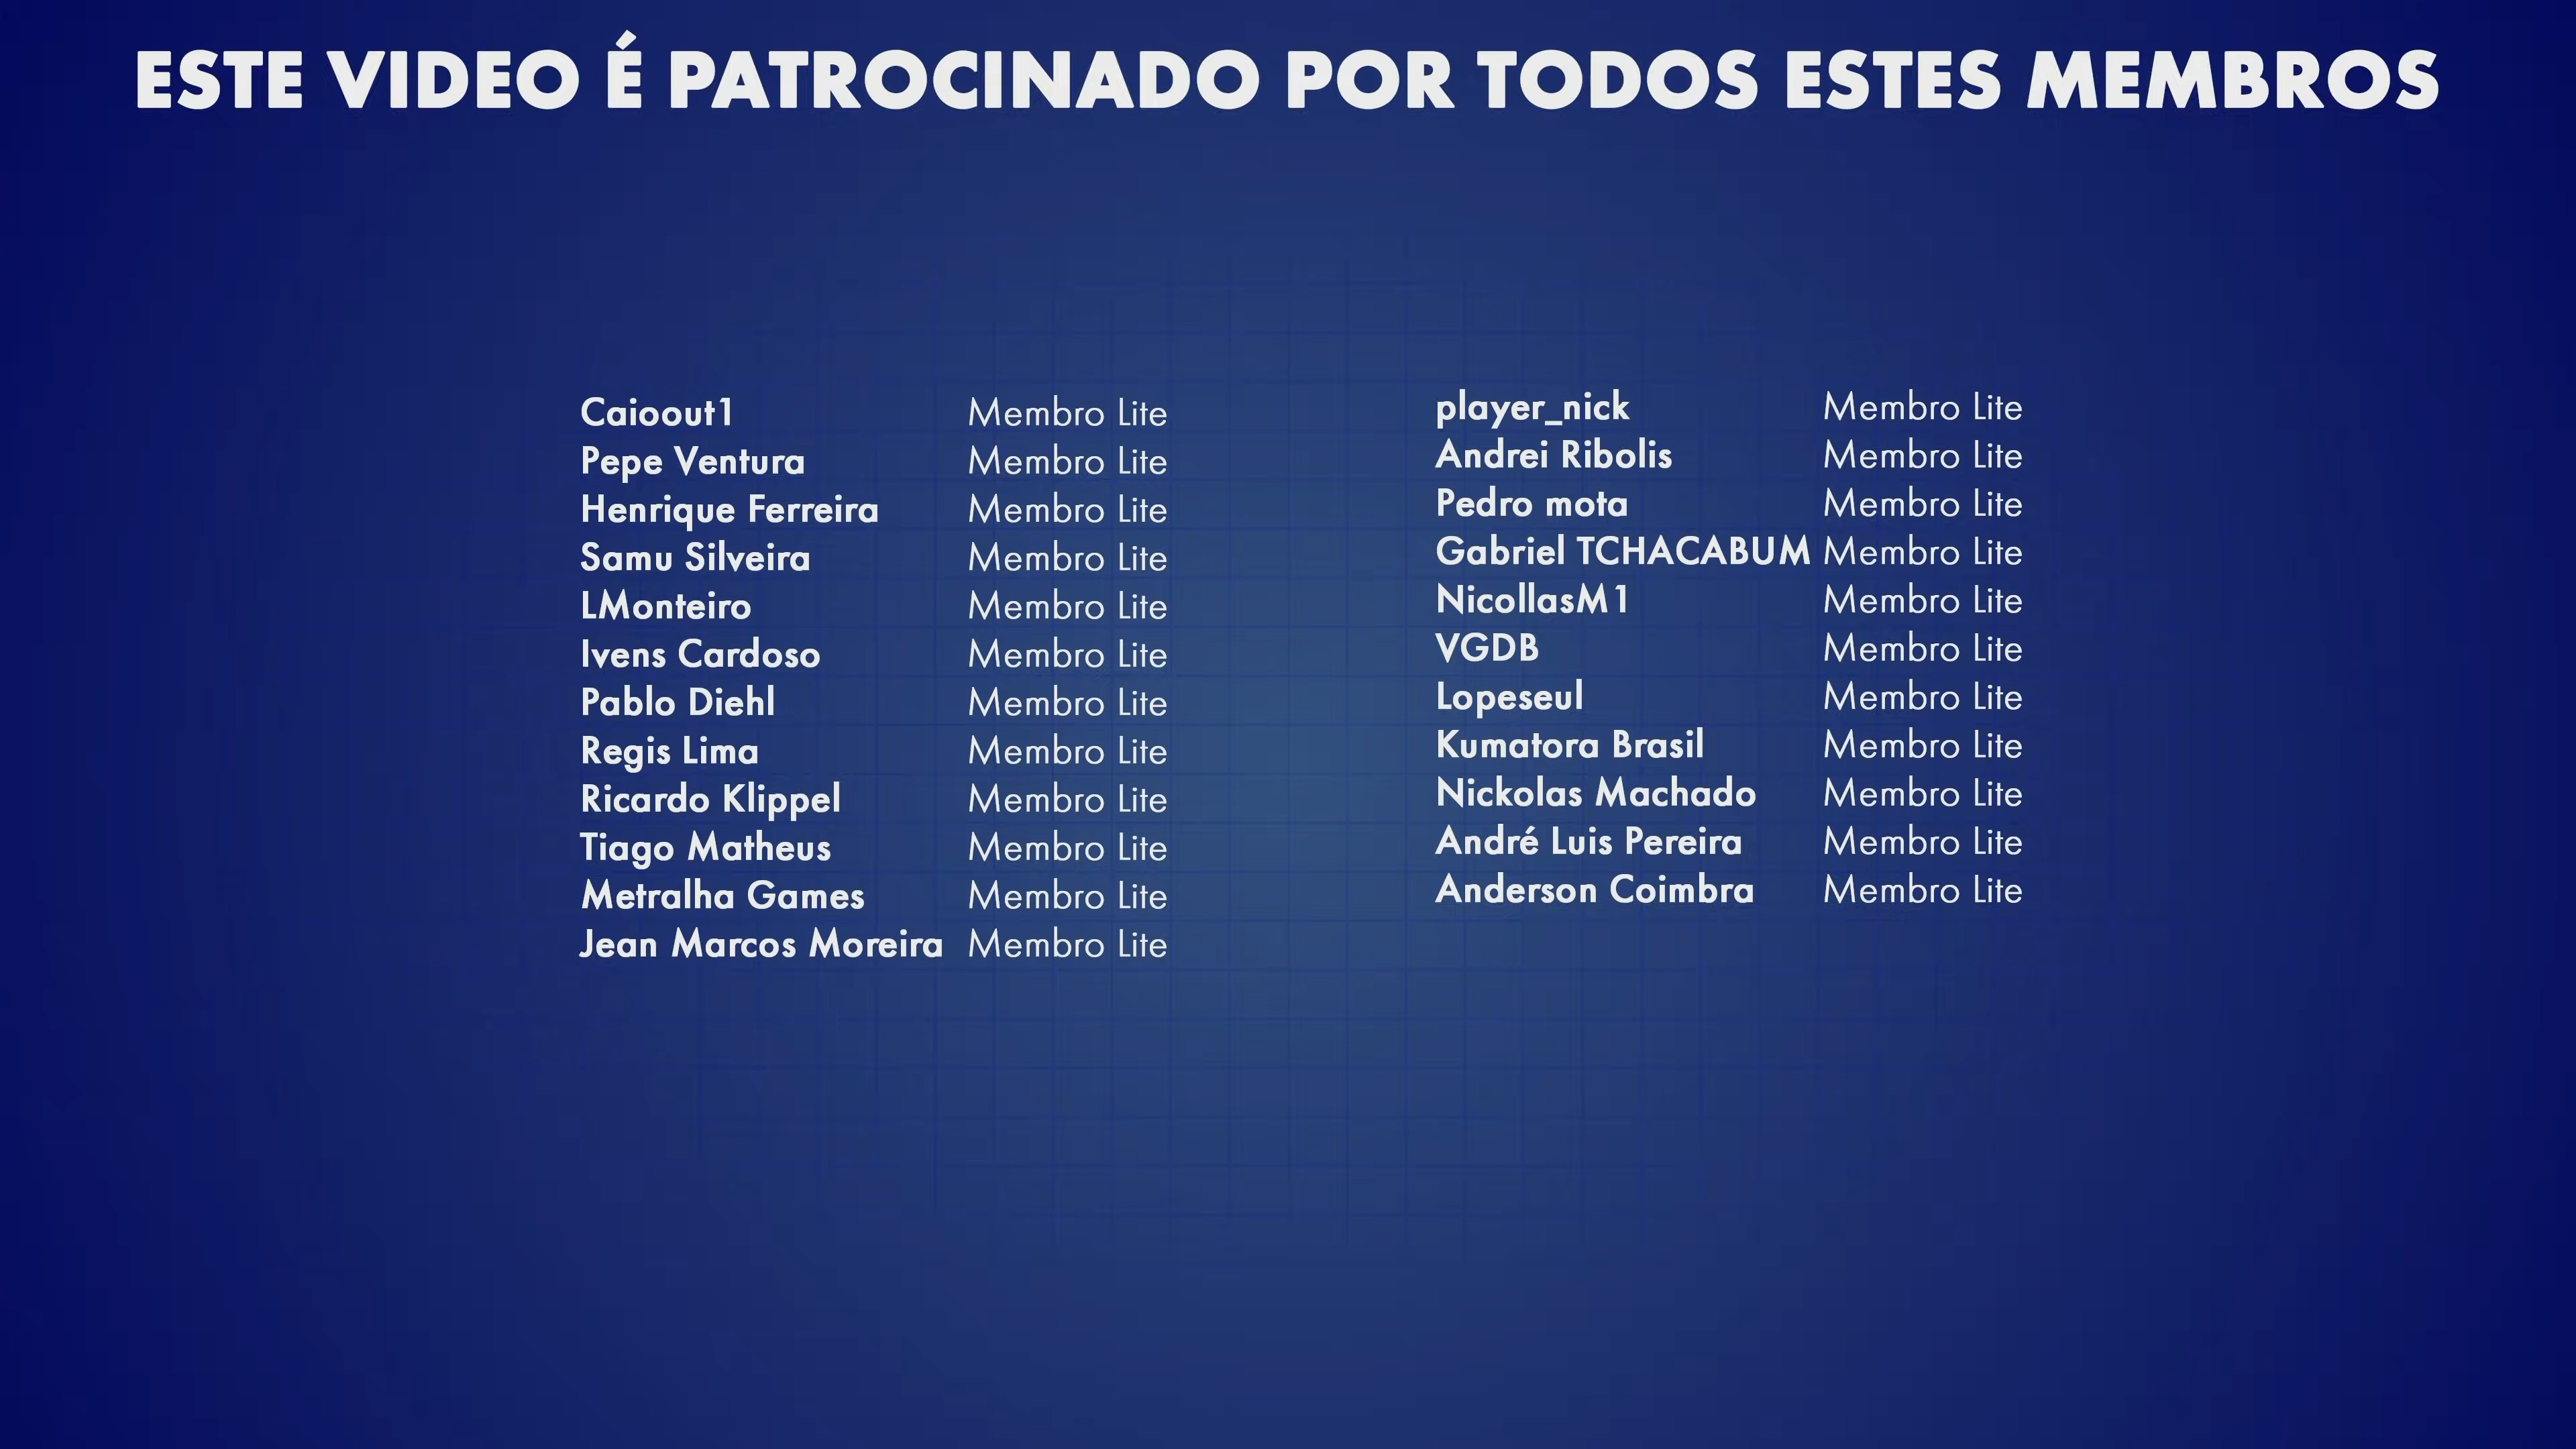 ESTE VIDEO É PATROCINADO POR TODOS ESTES MEMBROS
Caioout1 Membro Lite
Pepe Ventura Membro Lite
Henrique Ferreira Membro Lite
Samu Silveira Membro Lite
LMonteiro Membro Lite
Ivens Cardoso Membro Lite
Pablo Diehl Membro Lite
Regis Lima Membro Lite
Ricardo Klippel Membro Lite
Tiago Matheus Membro Lite
Metralha Games Membro Lite
Jean Marcos Moreira Membro Lite
player_nick Membro Lite
Andrei Ribolis Membro Lite
Pedro mota Membro Lite
Gabriel TCHACABUM Membro Lite
NicollasM1 Membro Lite
VGDB Membro Lite
Lopeseul Membro Lite
Kumatora Brasil Membro Lite
Nickolas Machado Membro Lite
André Luis Pereira Membro Lite
Anderson Coimbra Membro Lite